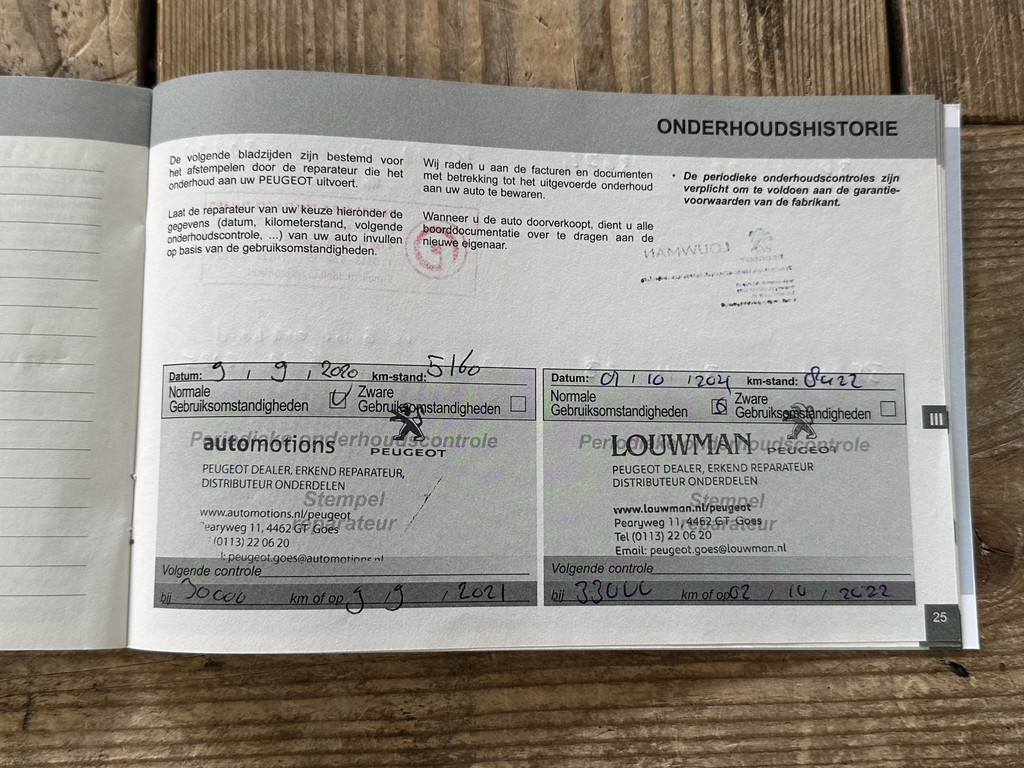 ONDERHOUDSHISTORIE
De volgende bladzijden zijn bestemd voor
het afstempelen door de reparateur die het
onderhoud aan uw PEUGEOT uitvoert.
Laat de reparateur van uw keuze hieronder de
gegevens (datum, kilometerstand, volgende
onderhoudscontrole, ...) van uw auto invullen
op basis van de gebruiksomstandigheden.
Wij raden u aan de facturen en documenten
met betrekking tot het uitgevoerde onderhoud
aan uw auto te bewaren.
Wanneer u de auto doorverkoopt, dient u alle
boorddocumentatie over te dragen aan de
nieuwe eigenaar.
• De periodieke onderhoudscontroles zijn
verplicht om te voldoen aan de garantie-
voorwaarden van de fabrikant.
LOUWMAN
Datum: 9 / 9 / 2020 km-stand: 5160
Normale
Gebruiksomstandigheden
Zware
Gebruiksomstandigheden
Periodieke onderhoudscontrole
automotions
PEUGEOT
PEUGEOT DEALER, ERKEND REPARATEUR,
DISTRIBUTEUR ONDERDELEN
Stempel
reparateur
www.automotions.nl/peugeot
Pearyweg 11, 4462 GT Goes
(0113) 22 06 20
: peugeot.goes@automotions.nl
Volgende controle
bij 30000 km of op 9 / 9 / 2021
Datum: 01 / 10 / km-stand:
Normale
Gebruiksomstandigheden
Zware
Gebruiksomstandigheden
Periodieke onderhoudscontrole
LOUWMAN
PEUGEOT
PEUGEOT DEALER, ERKEND REPARATEUR
DISTRIBUTEUR ONDERDELEN
Stempel
reparateur
www.louwman.nl/peugeot
Pearyweg 11, 4462 GT Goes
Tel (0113) 22 06 20
Email: peugeot.goes@louwman.nl
Volgende controle
bij 33000 km of op 02 / 10 / 2022
III
25